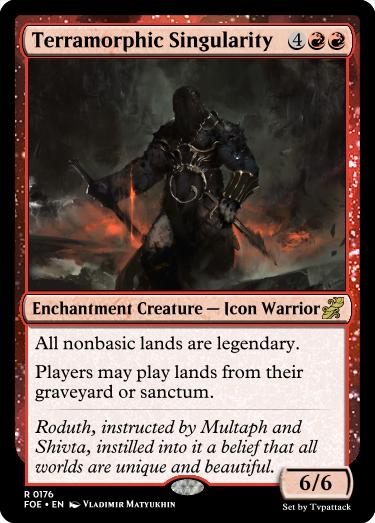 Terramorphic Singularity 4
Enchantment Creature — Icon Warrior
All nonbasic lands are legendary.
Players may play lands from their
graveyard or sanctum.
Roduth, instructed by Multaph and
Shivta, instilled into it a belief that all
worlds are unique and beautiful.
6/6
R 0176
FOE • EN Vladimir Matyukhin
Set by Tvpattack